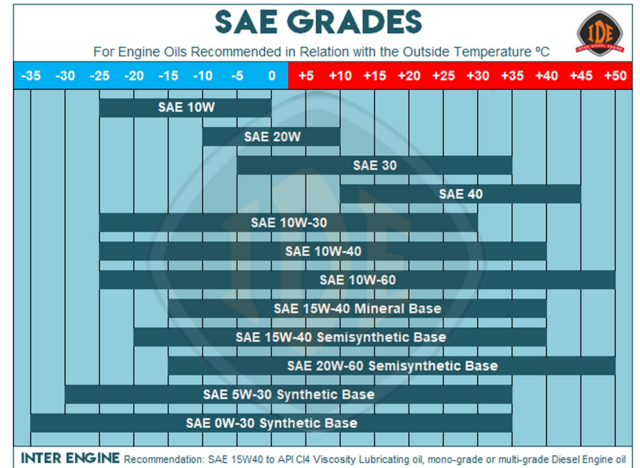 SAE GRADES
IDE
For Engine Oils Recommended in Relation with the Outside Temperature ºC
-35 -30 -25 -20 -15 -10 -5 0 +5 +10 +15 +20 +25 +30 +35 +40 +45 +50
SAE 10W
SAE 20W
SAE 30
SAE 40
SAE 10W-30
SAE 10W-40
SAE 10W-60
SAE 15W-40 Mineral Base
SAE 15W-40 Semisynthetic Base
SAE 20W-60 Semisynthetic Base
SAE 5W-30 Synthetic Base
SAE 0W-30 Synthetic Base
IDE
INTER ENGINE Recommendation: SAE 15W40 to API CI4 Viscosity Lubricating oil, mono-grade or multi-grade Diesel Engine oil